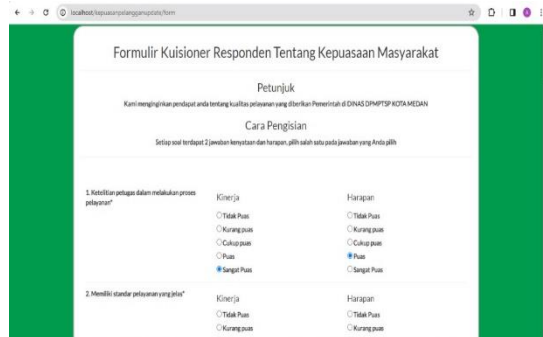 localhost/kepuasanpelangganupdate/form
Formulir Kuisioner Responden Tentang Kepuasaan Masyarakat
Petunjuk
Kami menginginkan pendapat anda tentang kualitas pelayanan yang diberikan Pemerintah di DINAS DPMPTSP KOTA MEDAN
Cara Pengisian
Setiap soal terdapat 2 jawaban kenyataan dan harapan, pilih salah satu pada jawaban yang Anda pilih
1. Ketelitian petugas dalam melakukan proses
pelayanan*
Kinerja
Tidak Puas
Kurang puas
Cukup puas
Puas
Sangat Puas
Harapan
Tidak Puas
Kurang puas
Cukup puas
Puas
Sangat Puas
2. Memiliki standar pelayanan yang jelas*
Kinerja
Tidak Puas
Kurang puas
Harapan
Tidak Puas
Kurang puas